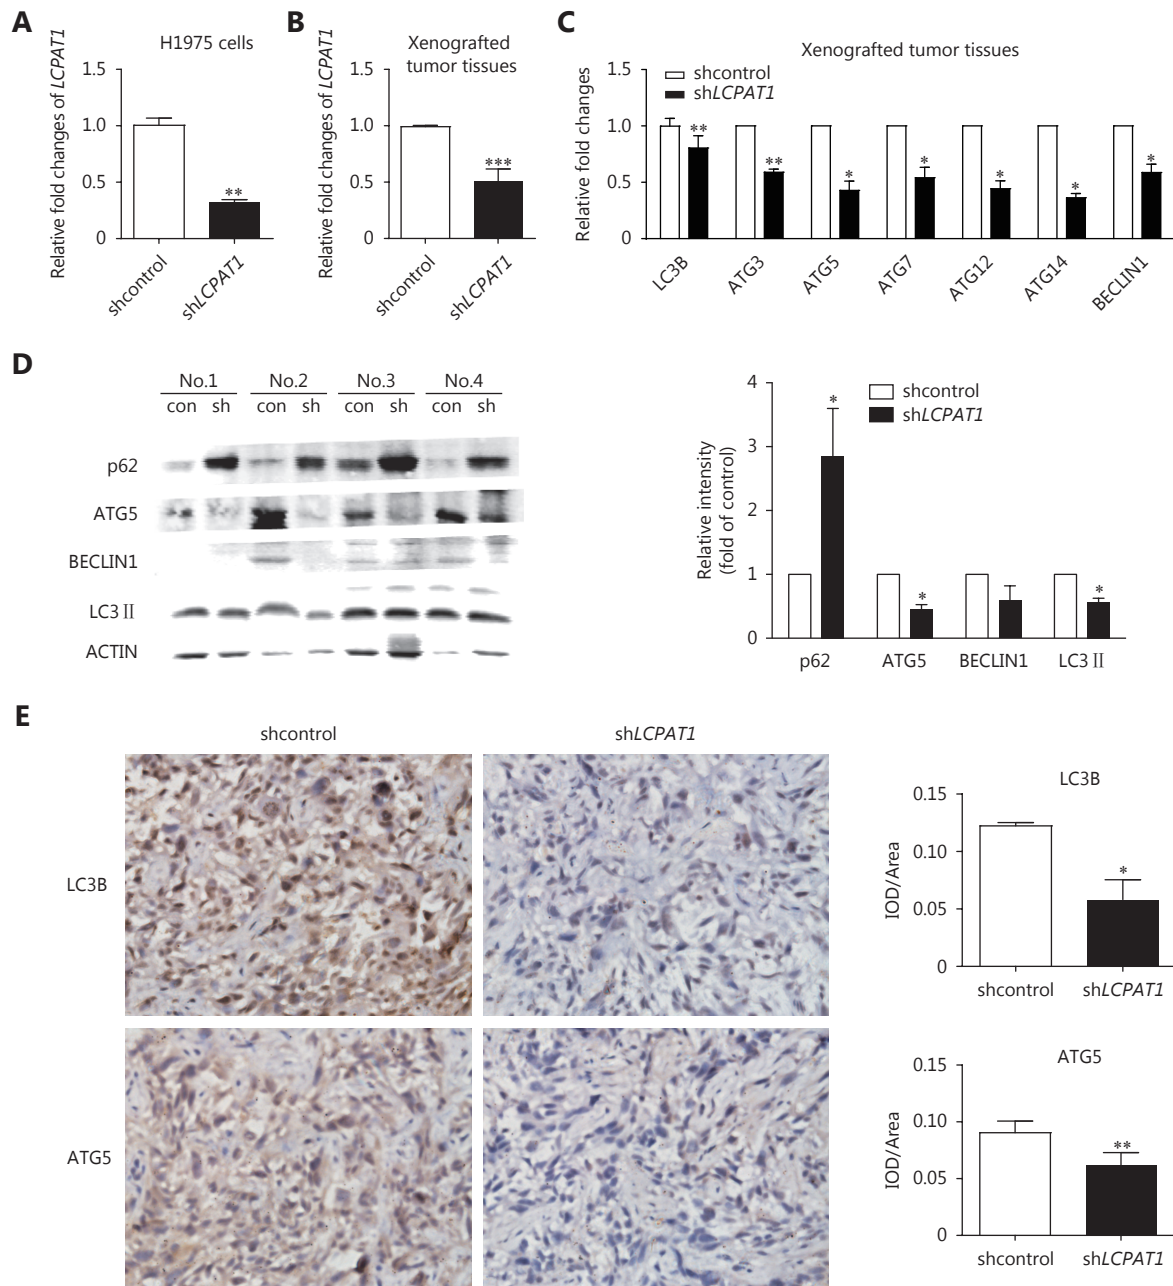 A
H1975 cells
Relative fold changes of LCPAT1
1.5
1.0
0.5
0
**
shcontrol
shLCPAT1
B
Xenografted
tumor tissues
Relative fold changes of LCPAT1
1.5
1.0
0.5
0
***
shcontrol
shLCPAT1
C
Xenografted tumor tissues
shcontrol
shLCPAT1
Relative fold changes
1.5
1.0
0.5
0
** ** * * * * *
LC3B ATG3 ATG5 ATG7 ATG12 ATG14 BECLIN1
D
No.1 No.2 No.3 No.4
con sh con sh con sh con sh
p62
ATG5
BECLIN1
LC3 II
ACTIN
shcontrol
shLCPAT1
Relative intensity
(fold of control)
4
3
2
1
0
* * *
p62 ATG5 BECLIN1 LC3 II
E
shcontrol shLCPAT1
LC3B
ATG5
LC3B
IOD/Area
0.15
0.10
0.05
0
*
shcontrol shLCPAT1
ATG5
IOD/Area
0.15
0.10
0.05
0
**
shcontrol shLCPAT1